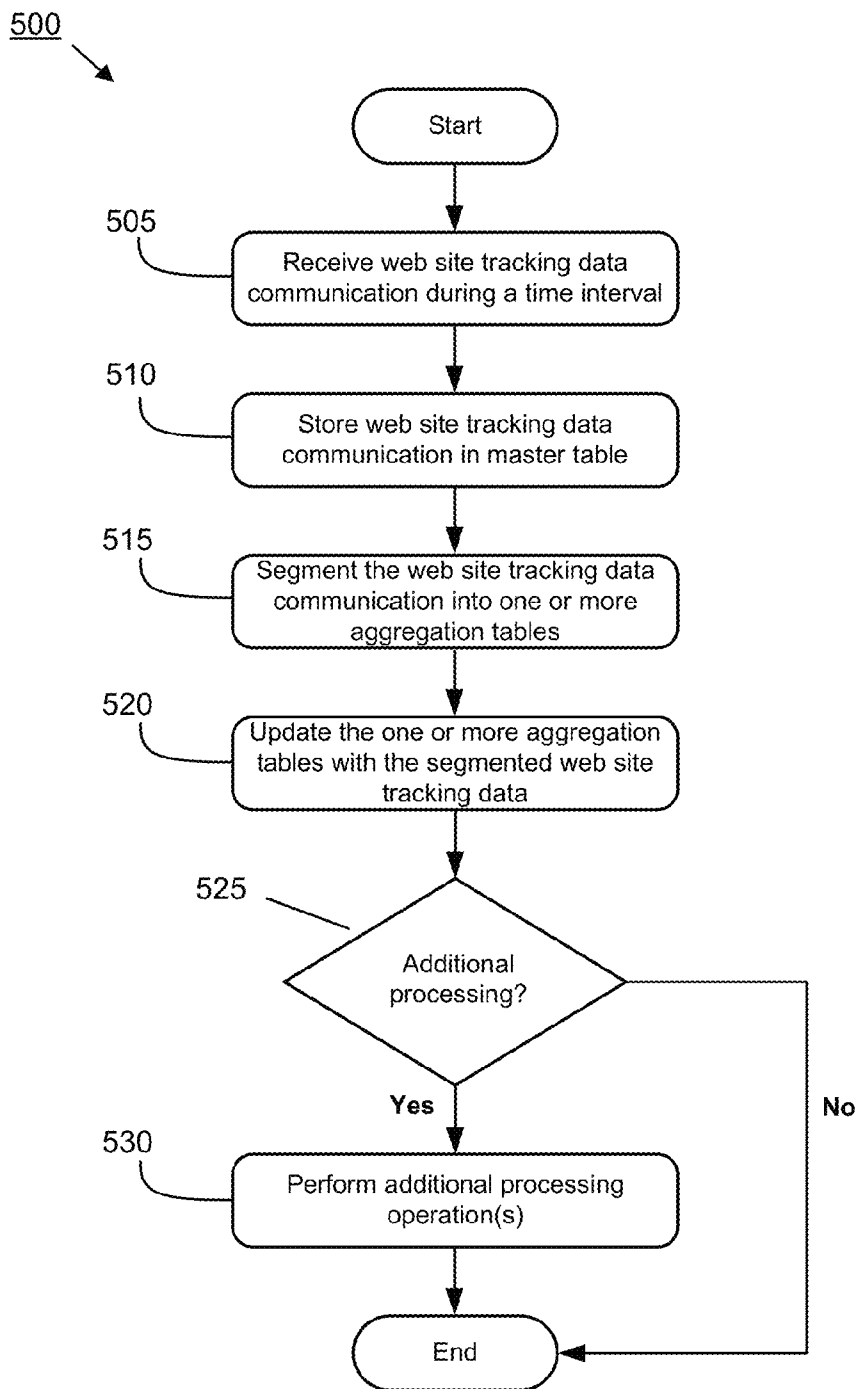 500
Start
505
Receive web site tracking data
communication during a time interval
510
Store web site tracking data
communication in master table
515
Segment the web site tracking data
communication into one or more
aggregation tables
520
Update the one or more aggregation
tables with the segmented web site
tracking data
525
Additional
processing?
Yes
No
530
Perform additional processing
operation(s)
End